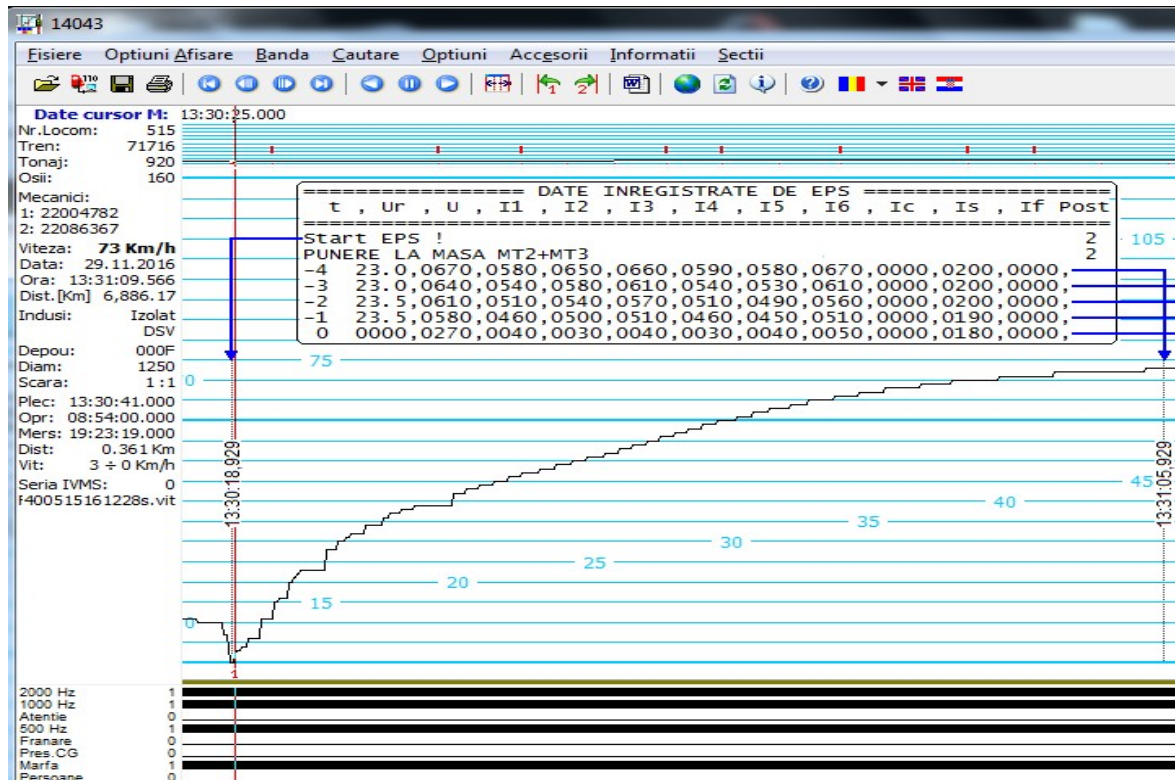 14043
Fisiere Optiuni Afisare Banda Cautare Optiuni Accesorii Informatii Sectii
Date cursor M: 13:30:25.000
Nr.Locom: 515
Tren: 71716
Tonaj: 920
Osii: 160
Mecanici:
1: 22004782
2: 22086367
Viteza: 73 Km/h
Data: 29.11.2016
Ora: 13:31:09.566
Dist.[Km] 6,886.17
Indusi: Izolat
DSV
Depou: 000F
Diam: 1250
Scara: 1:1
Plec: 13:30:41.000
Opr: 08:54:00.000
Mers: 19:23:19.000
Dist: 0.361 Km
Vit: 3 ÷ 0 Km/h
Seria IVMS: 0
f400515161228s.vit
=================== DATE INREGISTRATE DE EPS =====================
t , Ur , U , I1 , I2 , I3 , I4 , I5 , I6 , Ic , Is , If Post
Start EPS ! 2
PUNERE LA MASA MT2+MT3 2
-4 23.0,0670,0580,0650,0660,0590,0580,0670,0000,0200,0000,
-3 23.0,0640,0540,0580,0610,0540,0530,0610,0000,0200,0000,
-2 23.5,0610,0510,0540,0570,0510,0490,0560,0000,0200,0000,
-1 23.5,0580,0460,0500,0510,0460,0450,0510,0000,0190,0000,
0 0000,0270,0040,0030,0040,0030,0040,0050,0000,0180,0000,
105
75
0
45
40
35
30
25
20
15
0
13:30:18,929
13:31:05,929
1
2000 Hz 1
1000 Hz 1
Atentie 0
500 Hz 1
Franare 0
Pres.CG 0
Marfa 1
Persoane 0